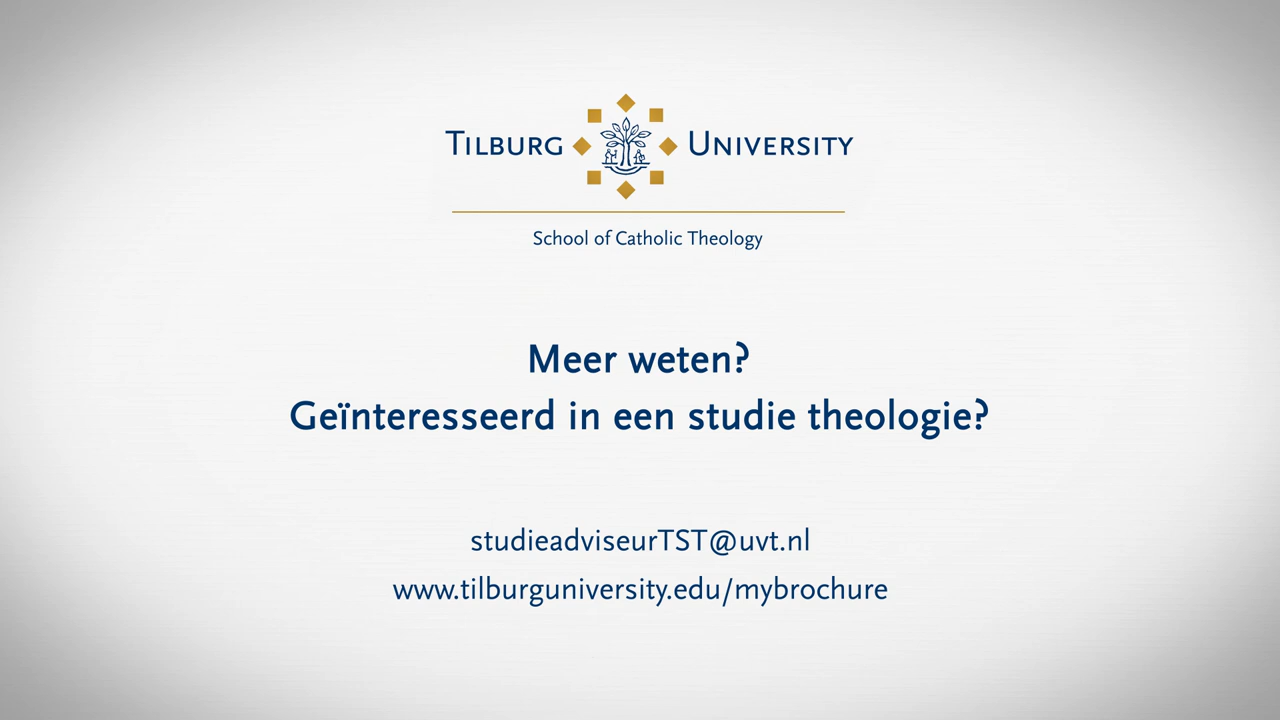 TILBURG UNIVERSITY
School of Catholic Theology
Meer weten?
Geïnteresseerd in een studie theologie?
studieadviseurTST@uvt.nl
www.tilburguniversity.edu/mybrochure